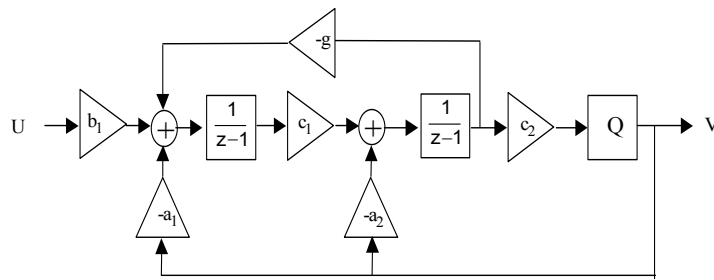 -g
U
b₁
+
1
z−1
c₁
+
1
z−1
c₂
Q
V
-a₁
-a₂